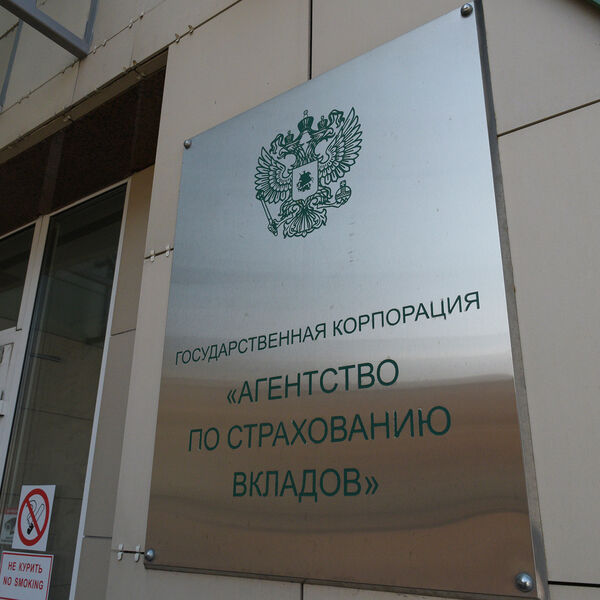 ГОСУДАРСТВЕННАЯ КОРПОРАЦИЯ
«АГЕНТСТВО
ПО СТРАХОВАНИЮ
ВКЛАДОВ»
НЕ КУРИТЬ
NO SMOKING